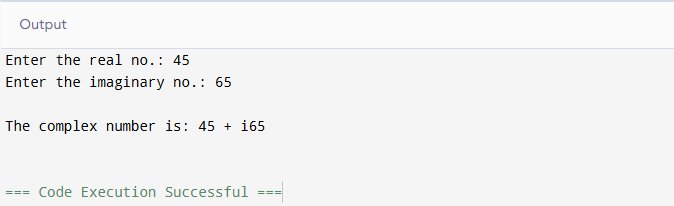 Output
Enter the real no.: 45
Enter the imaginary no.: 65
The complex number is: 45 + i65
=== Code Execution Successful ===